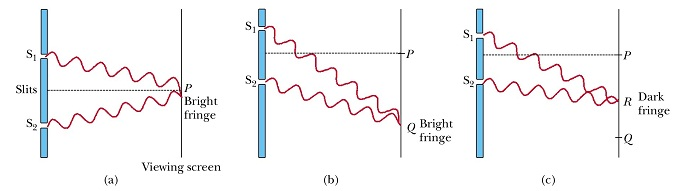 S1
Slits
S2
P
Bright
fringe
Viewing screen
(a)
S1
S2
P
Q Bright
fringe
(b)
S1
S2
P
R Dark
fringe
Q
(c)